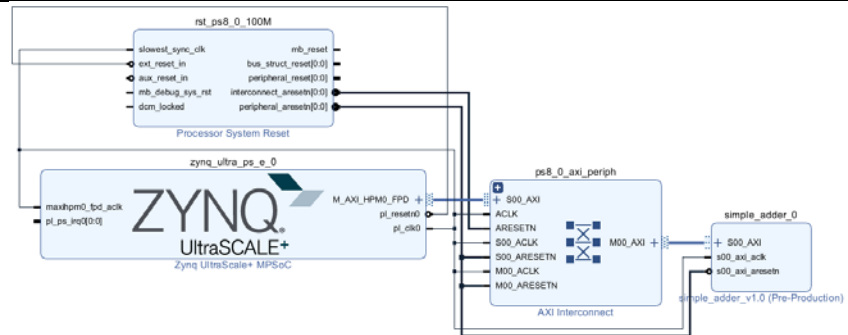 rst_ps8_0_100M
slowest_sync_clk
ext_reset_in
aux_reset_in
mb_debug_sys_rst
dcm_locked
mb_reset
bus_struct_reset[0:0]
peripheral_reset[0:0]
interconnect_aresetn[0:0]
peripheral_aresetn[0:0]
Processor System Reset
zynq_ultra_ps_e_0
maxihpm0_fpd_aclk
pl_ps_irq0[0:0]
ZYNQ
UltraSCALE+
M_AXI_HPM0_FPD
pl_resetn0
pl_clk0
Zynq UltraScale+ MPSoC
ps8_0_axi_periph
S00_AXI
ACLK
ARESETN
S00_ACLK
S00_ARESETN
M00_ACLK
M00_ARESETN
M00_AXI
AXI Interconnect
simple_adder_0
S00_AXI
s00_axi_aclk
s00_axi_aresetn
simple_adder_v1.0 (Pre-Production)